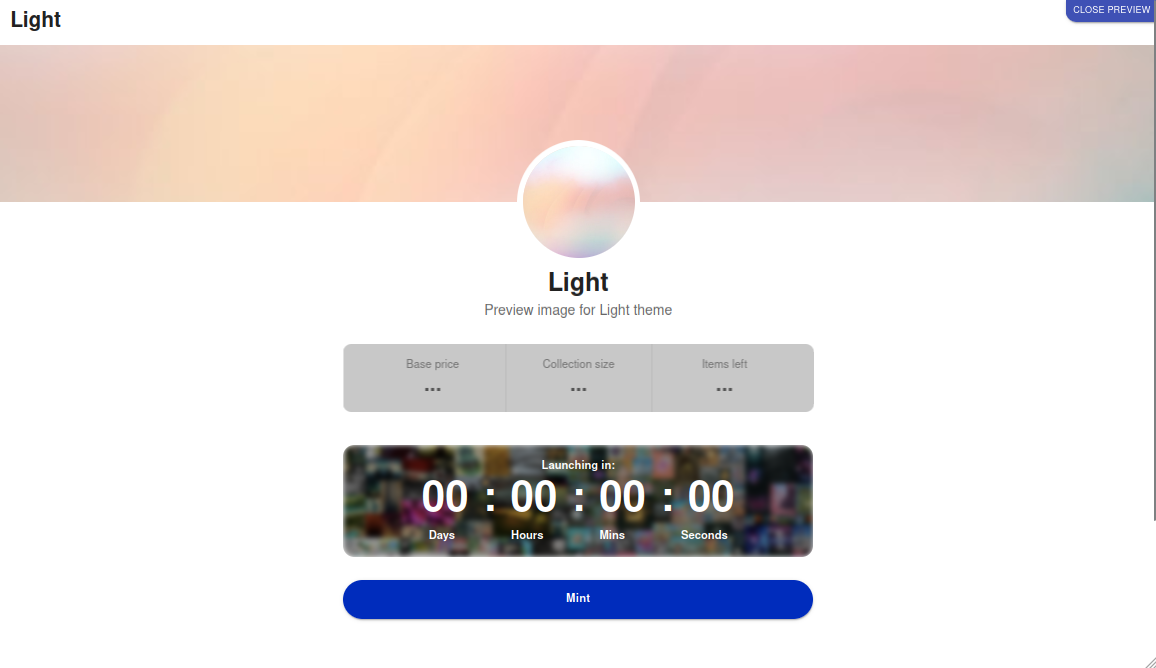 Light
CLOSE PREVIEW
Light
Preview image for Light theme
Base price Collection size Items left
... ... ...
Launching in:
00 : 00 : 00 : 00
Days Hours Mins Seconds
Mint